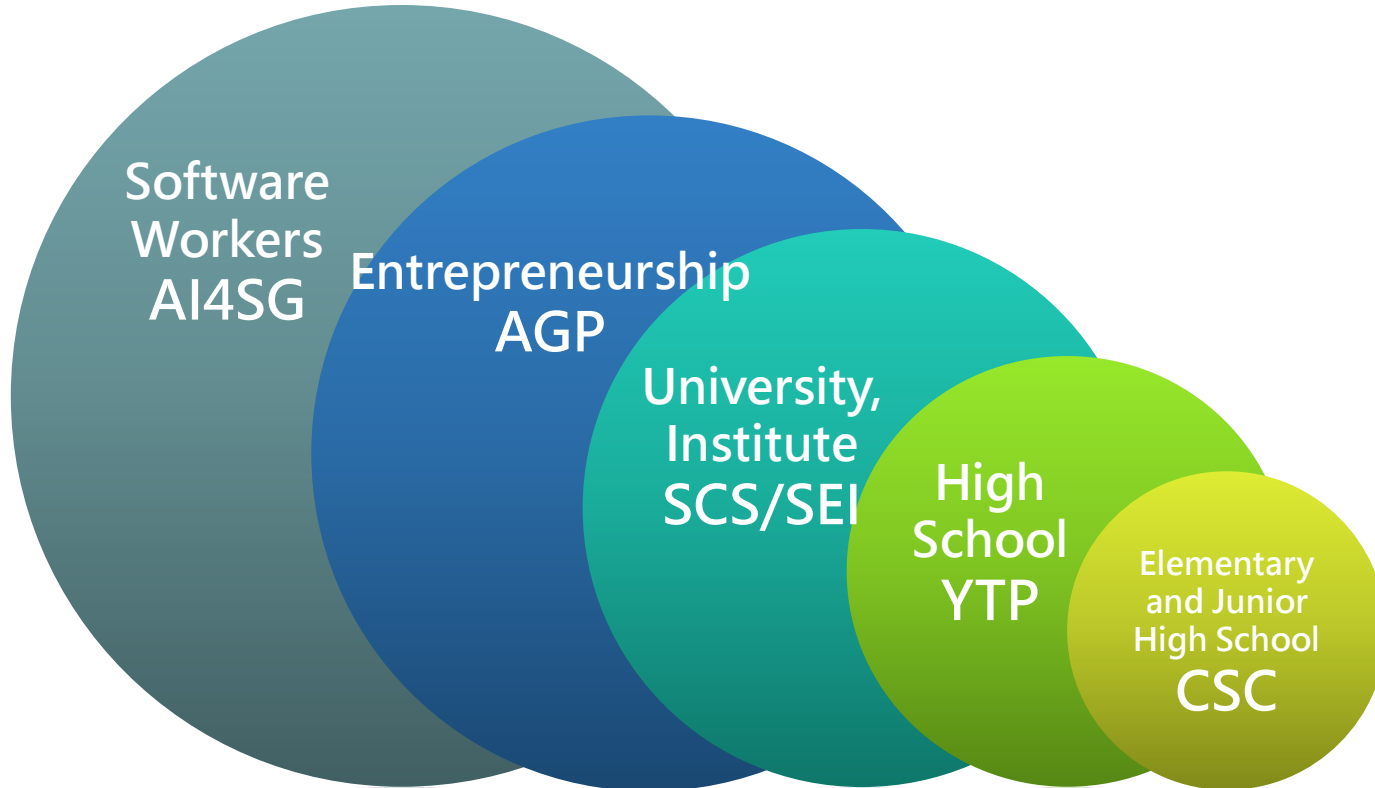 Software
Workers
AI4SG
Entrepreneurship
AGP
University,
Institute
SCS/SEI
High
School
YTP
Elementary
and Junior
High School
CSC